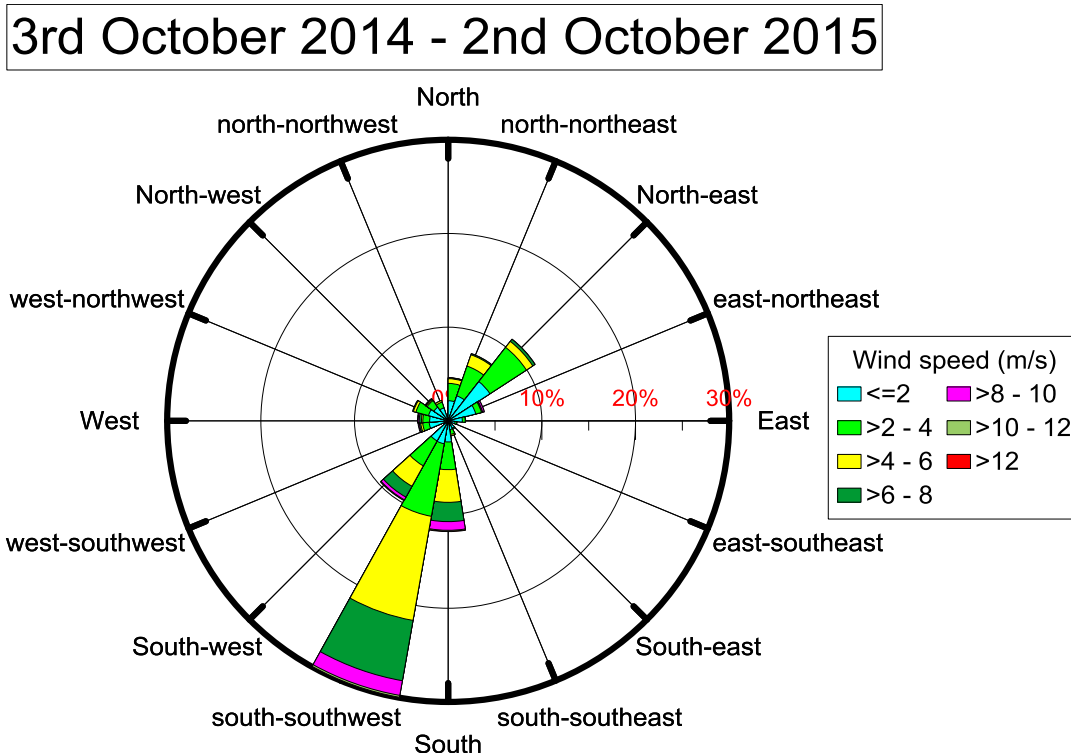 3rd October 2014 - 2nd October 2015
North
north-northwest
north-northeast
North-west
North-east
west-northwest
east-northeast
Wind speed (m/s)
<=2
>8 - 10
>2 - 4
>10 - 12
>4 - 6
>12
>6 - 8
0%
10%
20%
30%
West
East
west-southwest
east-southeast
South-west
South-east
south-southwest
south-southeast
South